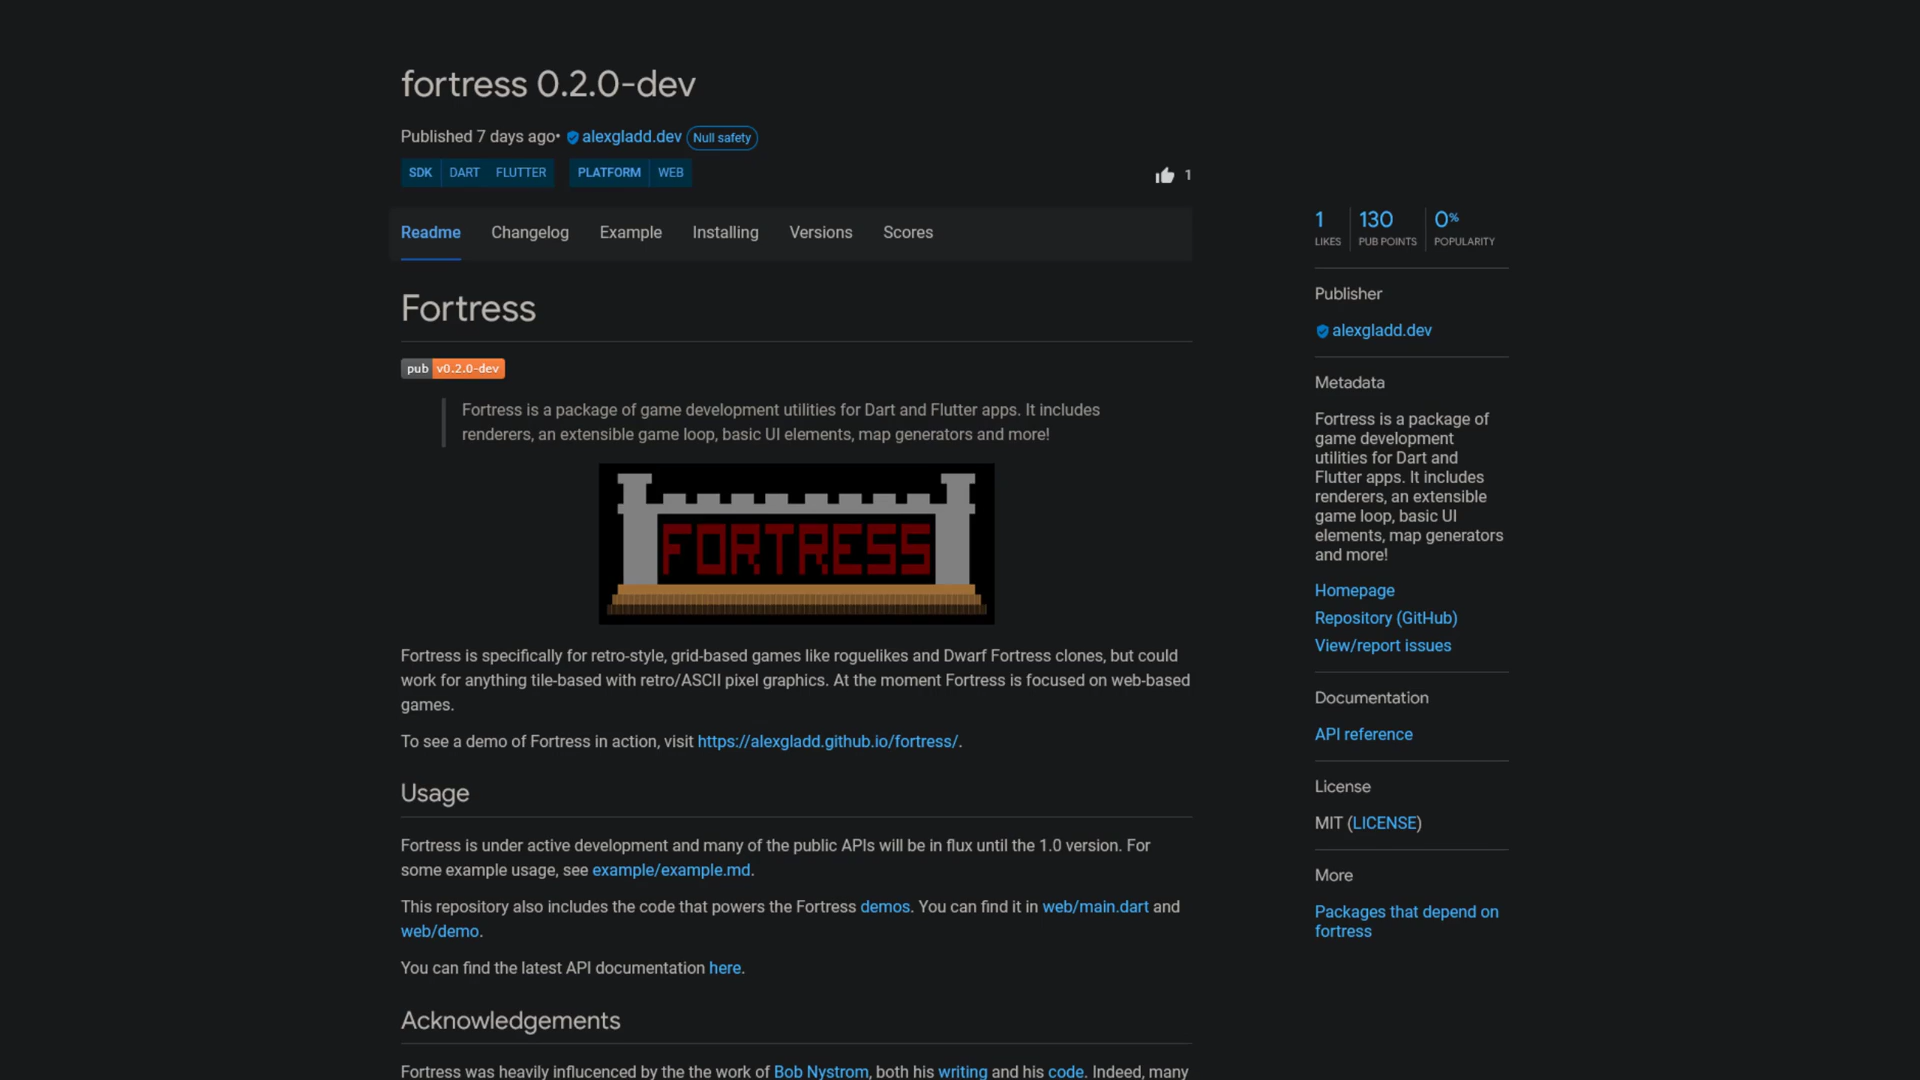 fortress 0.2.0-dev
Published 7 days ago• alexgladd.dev Null safety
SDK DART FLUTTER PLATFORM WEB
1
Readme Changelog Example Installing Versions Scores
Fortress
pub v0.2.0-dev
Fortress is a package of game development utilities for Dart and Flutter apps. It includes
renderers, an extensible game loop, basic UI elements, map generators and more!
FORTRESS
Fortress is specifically for retro-style, grid-based games like roguelikes and Dwarf Fortress clones, but could
work for anything tile-based with retro/ASCII pixel graphics. At the moment Fortress is focused on web-based
games.
To see a demo of Fortress in action, visit https://alexgladd.github.io/fortress/.
Usage
Fortress is under active development and many of the public APIs will be in flux until the 1.0 version. For
some example usage, see example/example.md.
This repository also includes the code that powers the Fortress demos. You can find it in web/main.dart and
web/demo.
You can find the latest API documentation here.
Acknowledgements
Fortress was heavily influcenced by the the work of Bob Nystrom, both his writing and his code. Indeed, many
1 130 0%
LIKES PUB POINTS POPULARITY
Publisher
alexgladd.dev
Metadata
Fortress is a package of
game development
utilities for Dart and
Flutter apps. It includes
renderers, an extensible
game loop, basic UI
elements, map generators
and more!
Homepage
Repository (GitHub)
View/report issues
Documentation
API reference
License
MIT (LICENSE)
More
Packages that depend on
fortress